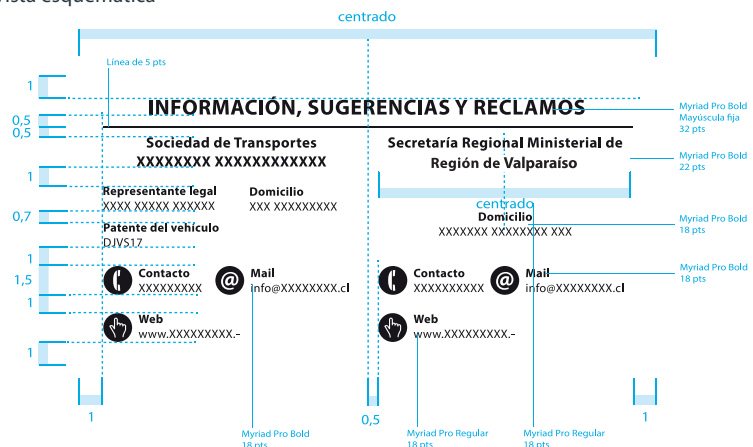 vista esquemática
centrado
Línea de 5 pts
1
INFORMACIÓN, SUGERENCIAS Y RECLAMOS
Myriad Pro Bold
Mayúscula fija
32 pts
0,5
0,5
Sociedad de Transportes
XXXXXXXX XXXXXXXXXXXX
Secretaría Regional Ministerial de
Región de Valparaíso
Myriad Pro Bold
22 pts
1
Representante legal
XXXX XXXXX XXXXXX
Domicilio
XXX XXXXXXXXX
centrado
Domicilio
XXXXXXX XXXXXXXX XXX
Myriad Pro Bold
18 pts
0,7
Patente del vehículo
DJVS17
1
1,5
Contacto
XXXXXXXXX
@
Mail
info@XXXXXXXX.cl
Contacto
XXXXXXXXXX
@
Mail
info@XXXXXXXX.cl
Myriad Pro Bold
18 pts
1
Web
www.XXXXXXXXX.-
Web
www.XXXXXXXXX.-
1
1
0,5
1
Myriad Pro Bold
18 pts
Myriad Pro Regular
18 pts
Myriad Pro Regular
18 pts